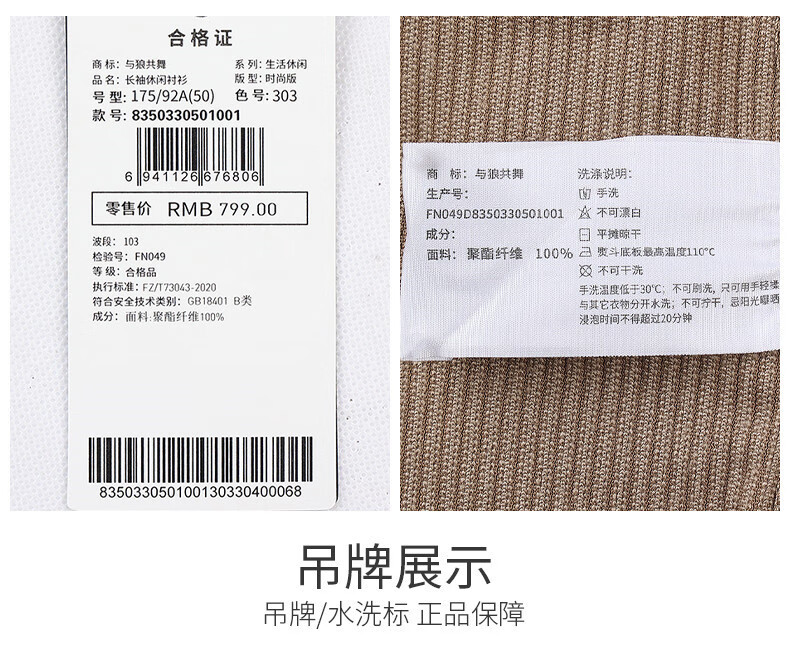 合格证
商标：与狼共舞 系列：生活休闲
品名：长袖休闲衬衫 版型：时尚版
号型：175/92A(50) 色号：303
款号：8350330501001
6 941126 676806
零售价 RMB 799.00
波段：103
检验号：FN049
等级：合格品
执行标准：FZ/T73043-2020
符合安全技术类别：GB18401 B类
成分：面料:聚酯纤维100%
835033050100130330400068
商 标：与狼共舞
生产号：
FN049D8350330501001
成分：
面料：聚酯纤维 100%
洗涤说明：
手洗
不可漂白
平摊晾干
熨斗底板最高温度110℃
不可干洗
手洗温度低于30℃；不可刷洗，只可用手轻揉
与其它衣物分开水洗；不可拧干，忌阳光曝晒
浸泡时间不得超过20分钟
吊牌展示
吊牌/水洗标 正品保障